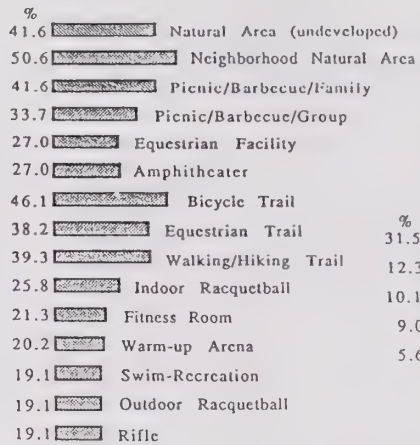 %
41.6 Natural Area (undeveloped)
50.6 Neighborhood Natural Area
41.6 Picnic/Barbecue/Family
33.7 Picnic/Barbecue/Group
27.0 Equestrian Facility
27.0 Amphitheater
46.1 Bicycle Trail
38.2 Equestrian Trail
39.3 Walking/Hiking Trail
25.8 Indoor Racquetball
21.3 Fitness Room
20.2 Warm-up Arena
19.1 Swim-Recreation
19.1 Outdoor Racquetball
19.1 Rifle
%
31.5
12.3
10.1
9.0
5.6